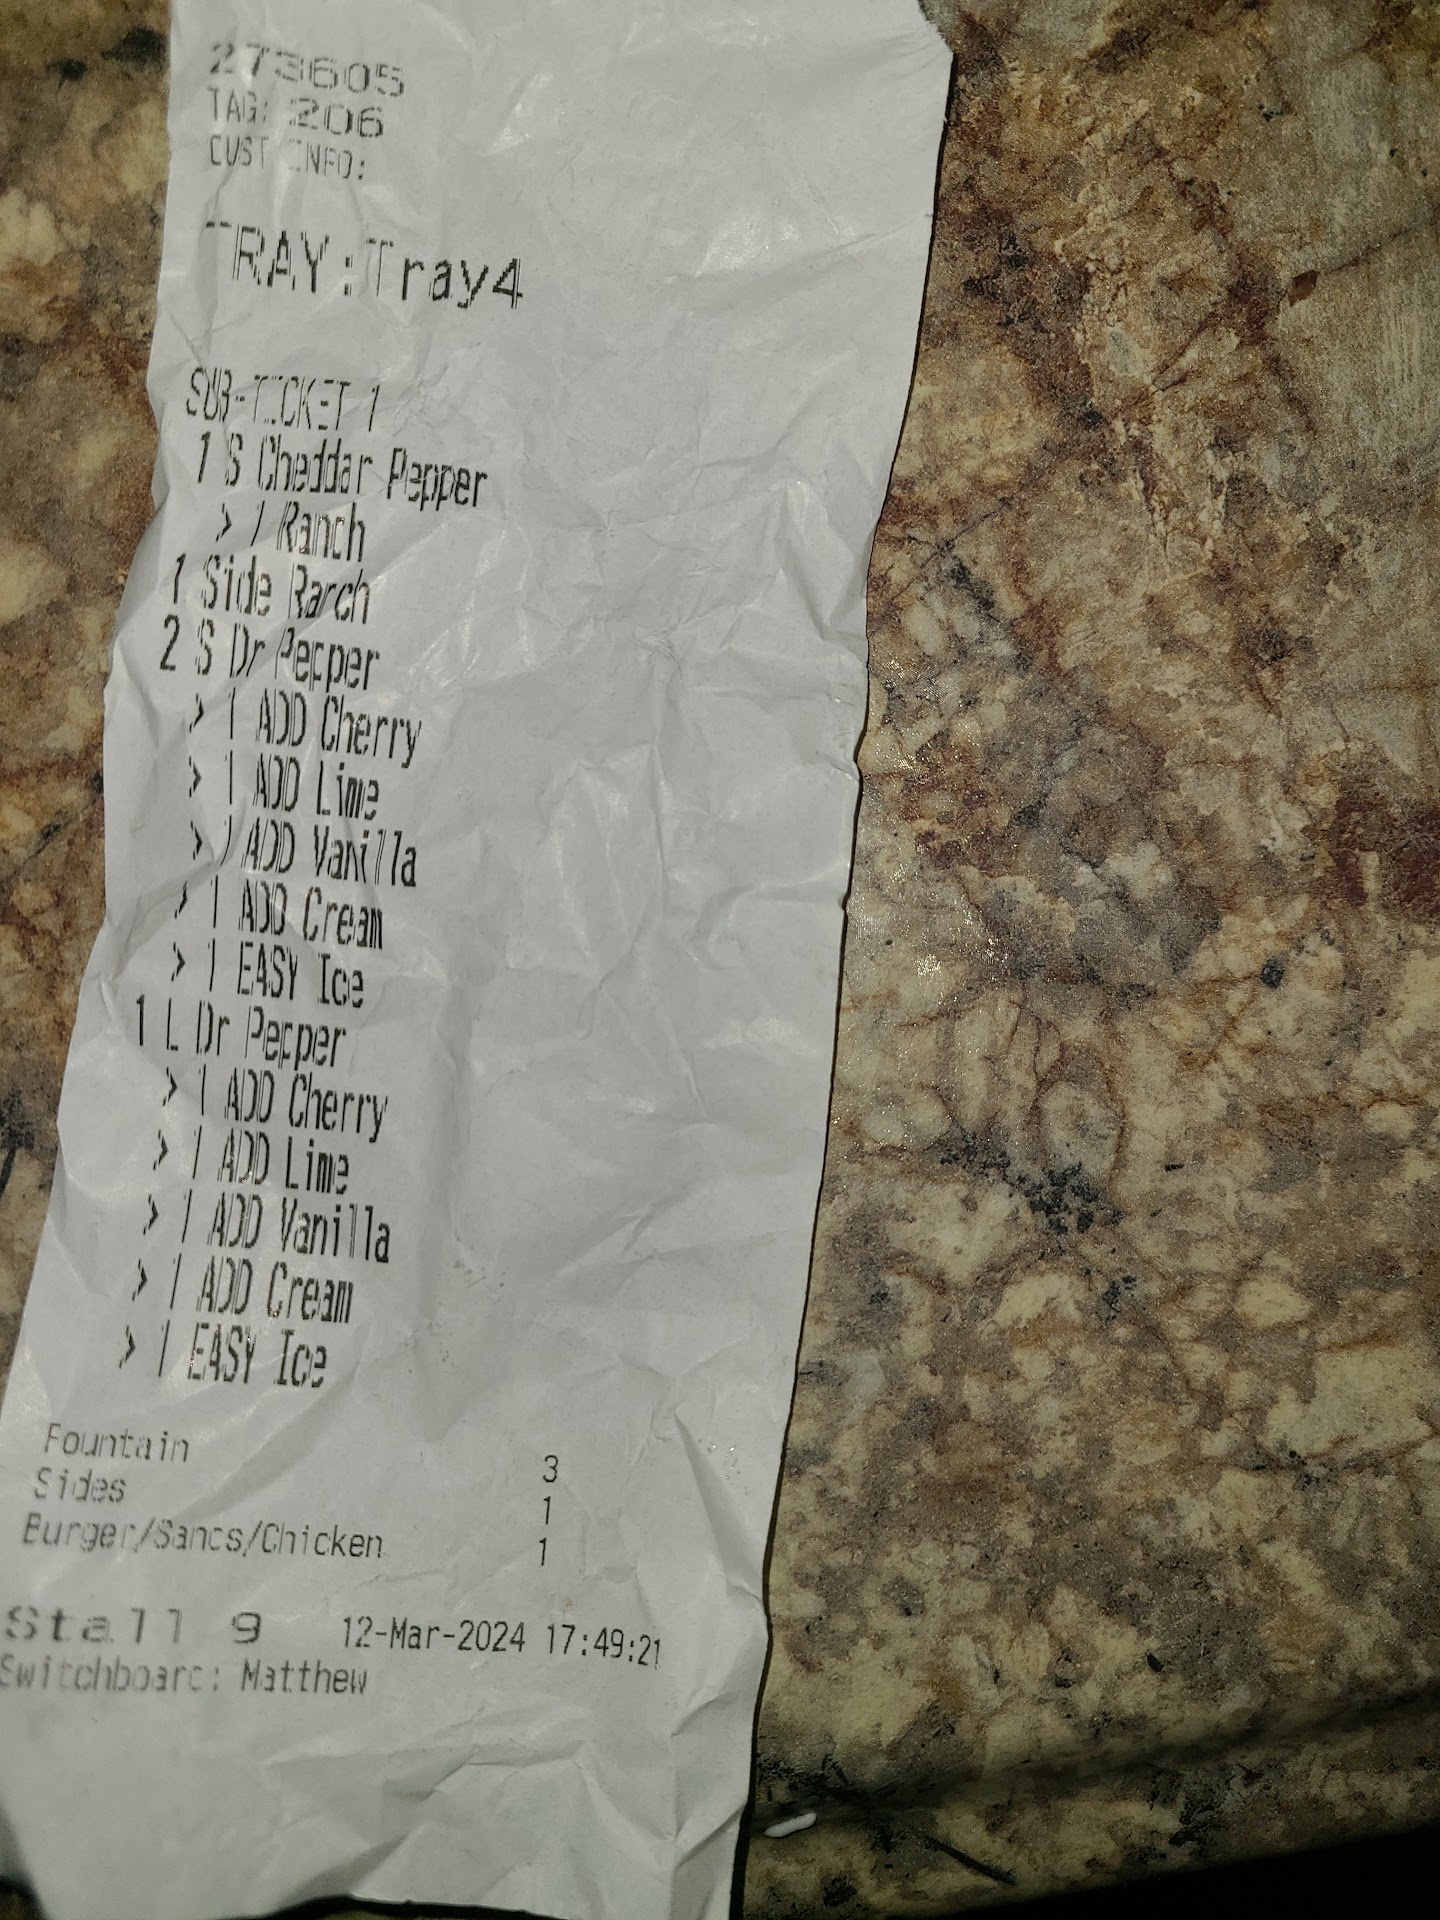 273605
TAG: 206
CUST INFO:
TRAY:Tray4
SUB-TICKET 1
1 S Cheddar Pepper
> 1 Ranch
1 Side Ranch
2 S Dr Pepper
> 1 ADD Cherry
> 1 ADD Lime
> 1 ADD Vanilla
> 1 ADD Cream
> 1 EASY Ice
1 L Dr Pepper
> 1 ADD Cherry
> 1 ADD Lime
> 1 ADD Vanilla
> 1 ADD Cream
> 1 EASY Ice
Fountain 3
Sides 1
Burger/Sands/Chicken 1
Stall 9 12-Mar-2024 17:49:21
Switchboard: Matthew